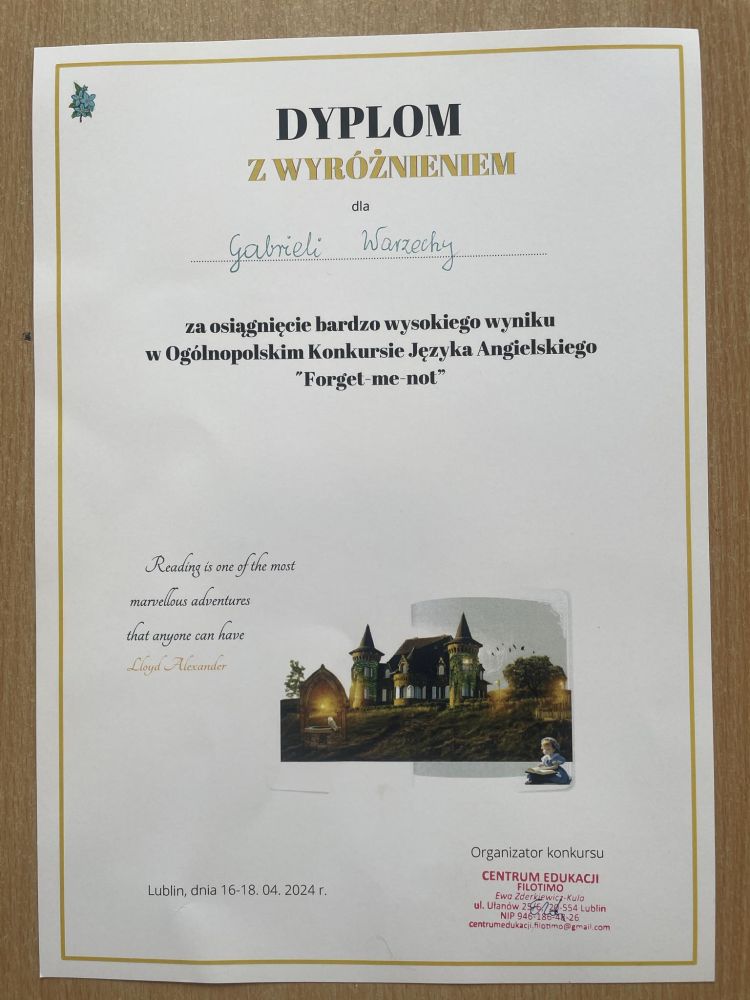 DYPLOM
Z WYRÓŻNIENIEM
dla
Gabrieli Warzechy
za osiągnięcie bardzo wysokiego wyniku
w Ogólnopolskim Konkursie Języka Angielskiego
"Forget-me-not”
Reading is one of the most
marvellous adventures
that anyone can have
Lloyd Alexander
Organizator konkursu
Lublin, dnia 16-18. 04. 2024 r.
CENTRUM EDUKACJI
FILOTIMO
Ewa Zderkiewicz-Kula
ul. Ułanów Lublin
NIP
centrumedukacji.filotimo@gmail.com